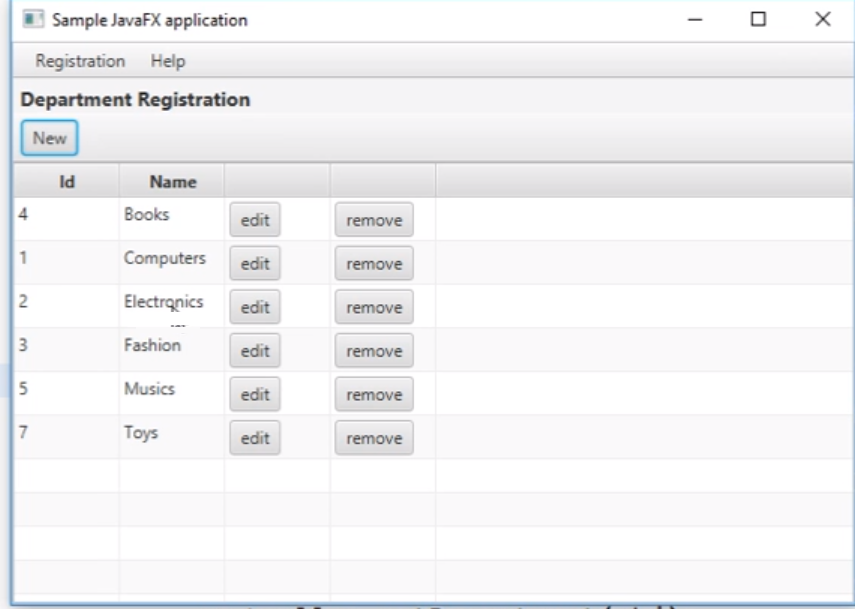 Sample JavaFX application
Registration Help
Department Registration
New
Id Name
4 Books edit remove
1 Computers edit remove
2 Electronics edit remove
3 Fashion edit remove
5 Musics edit remove
7 Toys edit remove